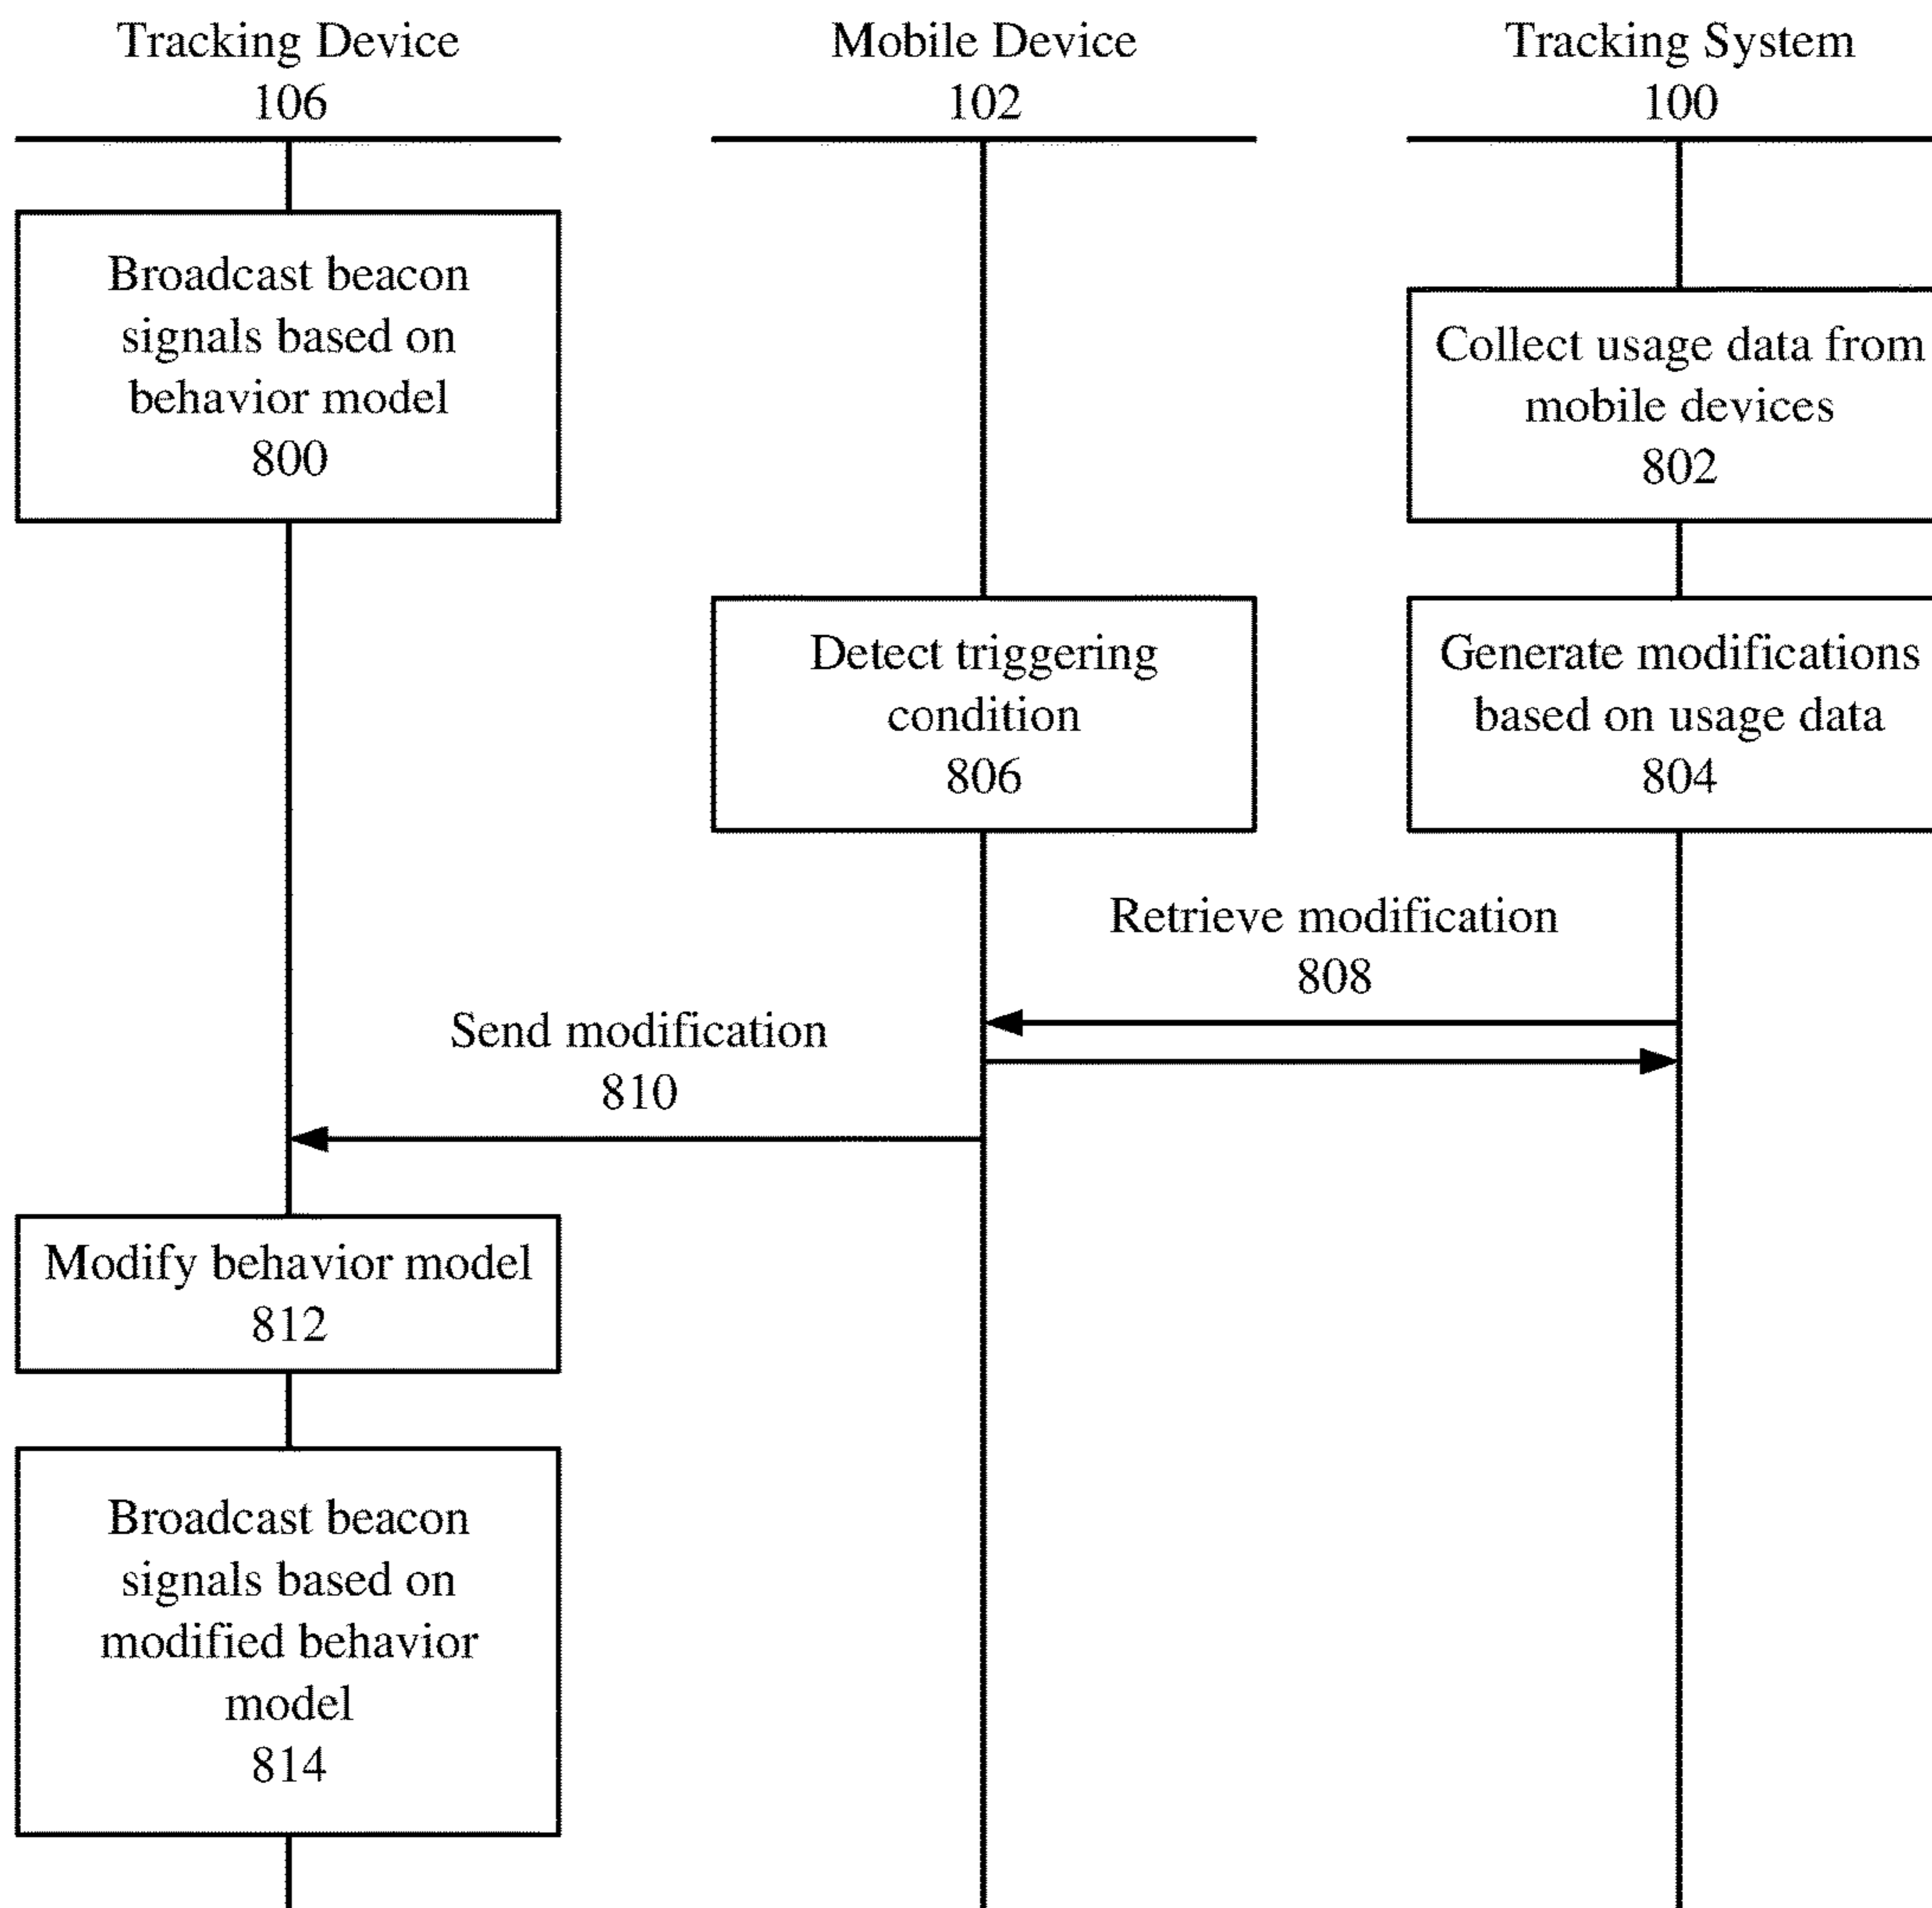 Tracking Device
106
Mobile Device
102
Tracking System
100
Broadcast beacon
signals based on
behavior model
800
Collect usage data from
mobile devices
802
Detect triggering
condition
806
Generate modifications
based on usage data
804
Retrieve modification
808
Send modification
810
Modify behavior model
812
Broadcast beacon
signals based on
modified behavior
model
814